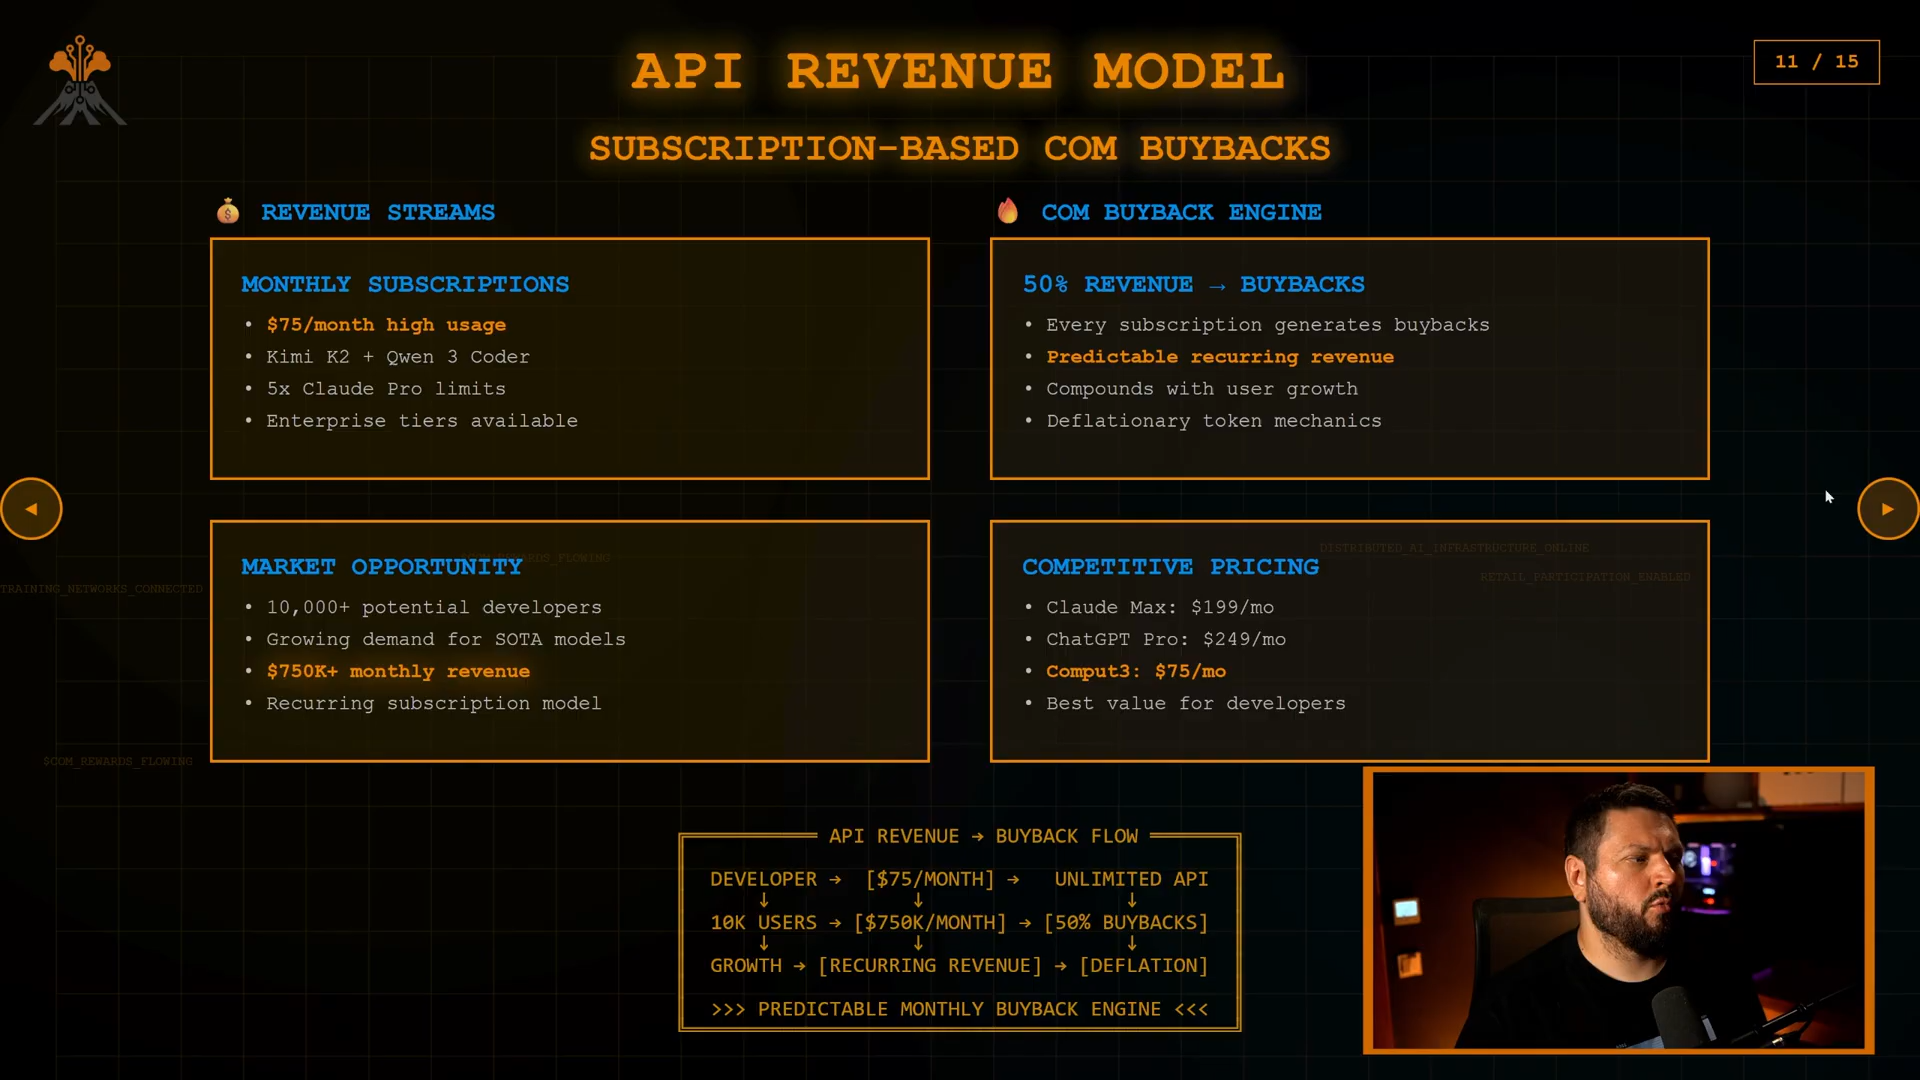 API REVENUE MODEL
11 / 15
SUBSCRIPTION-BASED COM BUYBACKS
REVENUE STREAMS
MONTHLY SUBSCRIPTIONS
• $75/month high usage
• Kimi K2 + Qwen 3 Coder
• 5x Claude Pro limits
• Enterprise tiers available
MARKET OPPORTUNITY
• 10,000+ potential developers
• Growing demand for SOTA models
• $750K+ monthly revenue
• Recurring subscription model
COM BUYBACK ENGINE
50% REVENUE → BUYBACKS
• Every subscription generates buybacks
• Predictable recurring revenue
• Compounds with user growth
• Deflationary token mechanics
COMPETITIVE PRICING
• Claude Max: $199/mo
• ChatGPT Pro: $249/mo
• Comput3: $75/mo
• Best value for developers
DISTRIBUTED_AI_INFRASTRUCTURE_ONLINE
RETAIL_PARTICIPATION_ENABLED
TRAINING_NETWORKS_CONNECTED
$COM_REWARDS_FLOWING
API REVENUE → BUYBACK FLOW
DEVELOPER → [$75/MONTH] → UNLIMITED API
↓ ↓ ↓
10K USERS → [$750K/MONTH] → [50% BUYBACKS]
↓ ↓ ↓
GROWTH → [RECURRING REVENUE] → [DEFLATION]
>>> PREDICTABLE MONTHLY BUYBACK ENGINE <<<